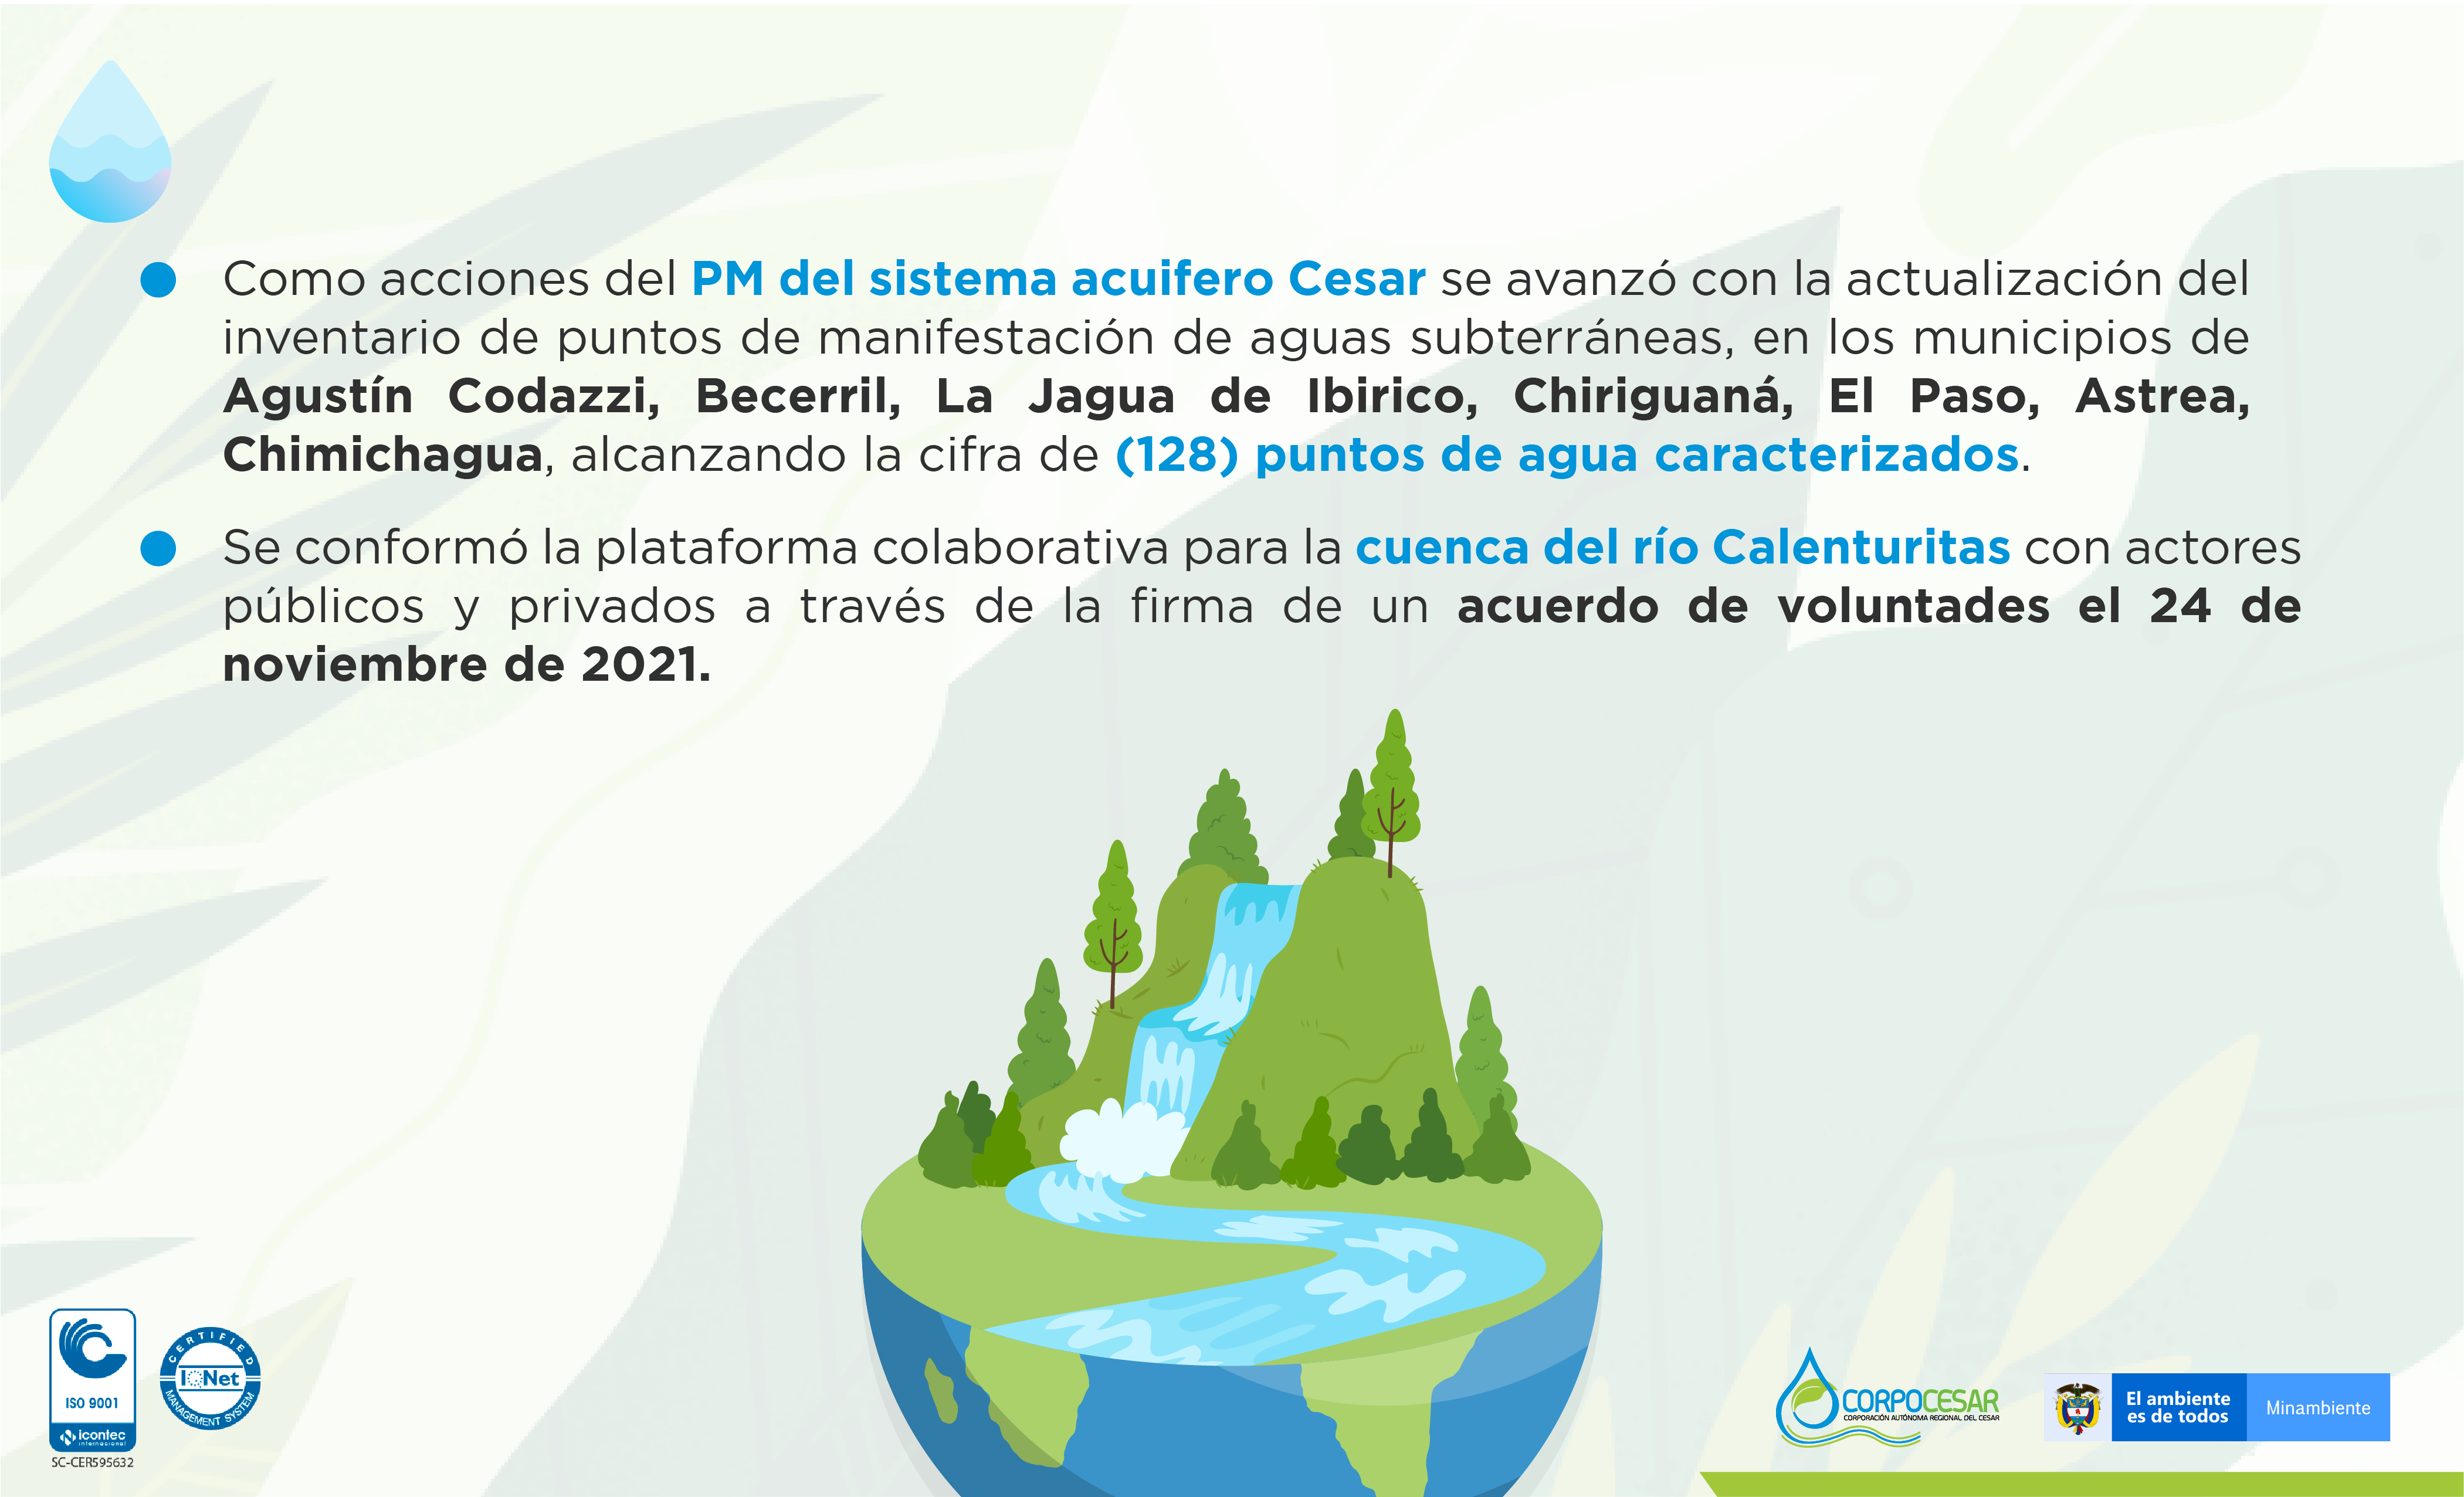 Como acciones del PM del sistema acuifero Cesar se avanzó con la actualización del
inventario de puntos de manifestación de aguas subterráneas, en los municipios de
Agustín Codazzi, Becerril, La Jagua de Ibirico, Chiriguaná, El Paso, Astrea,
Chimichagua, alcanzando la cifra de (128) puntos de agua caracterizados.
Se conformó la plataforma colaborativa para la cuenca del río Calenturitas con actores
públicos y privados a través de la firma de un acuerdo de voluntades el 24 de
noviembre de 2021.
ISO 9001
icontec
internacional
SC-CER595632
CERTIFIED
IQNet
MANAGEMENT SYSTEM
CORPOCESAR
CORPORACIÓN AUTÓNOMA REGIONAL DEL CESAR
El ambiente
es de todos
Minambiente